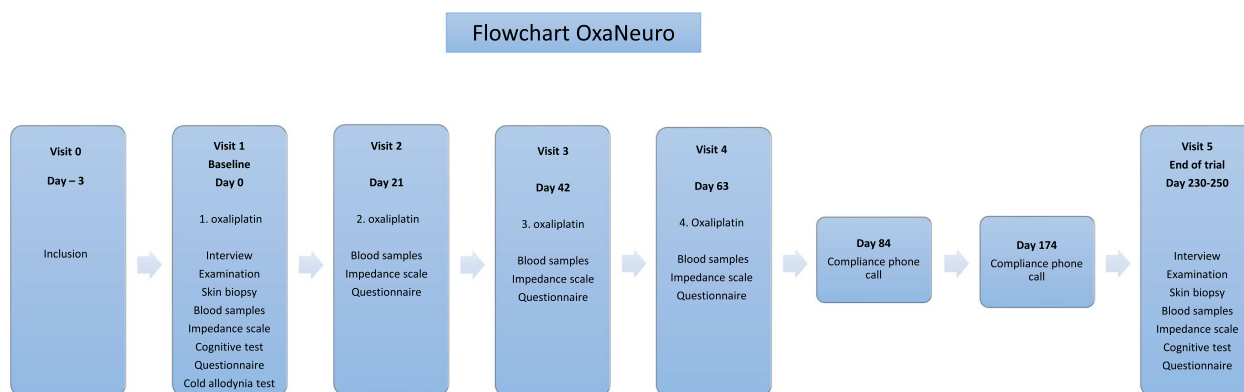 Flowchart OxaNeuro
Visit 0
Day – 3
Inclusion
Visit 1
Baseline
Day 0
1. oxaliplatin
Interview
Examination
Skin biopsy
Blood samples
Impedance scale
Cognitive test
Questionnaire
Cold allodynia test
Visit 2
Day 21
2. oxaliplatin
Blood samples
Impedance scale
Questionnaire
Visit 3
Day 42
3. oxaliplatin
Blood samples
Impedance scale
Questionnaire
Visit 4
Day 63
4. Oxaliplatin
Blood samples
Impedance scale
Questionnaire
Day 84
Compliance phone
call
Day 174
Compliance phone
call
Visit 5
End of trial
Day 230-250
Interview
Examination
Skin biopsy
Blood samples
Impedance scale
Cognitive test
Questionnaire